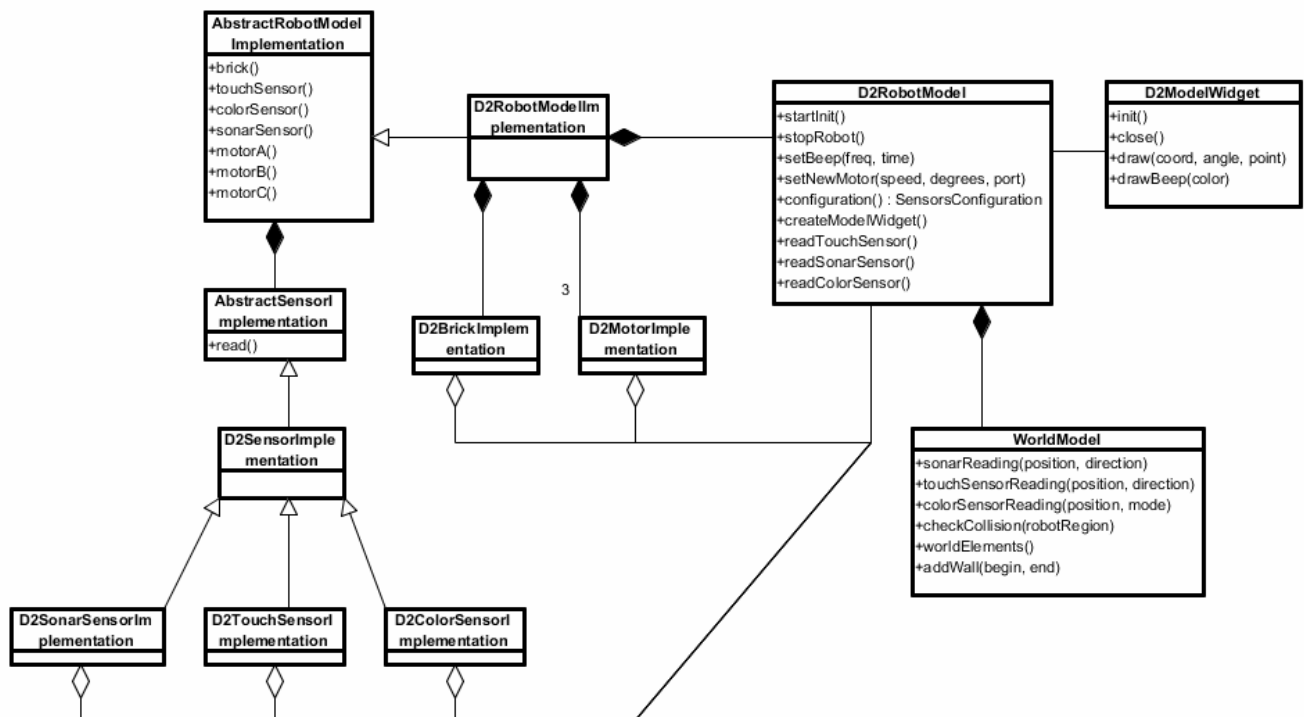 AbstractRobotModel
Implementation
+brick()
+touchSensor()
+colorSensor()
+sonarSensor()
+motorA()
+motorB()
+motorC()
D2RobotModelIm
plementation
D2RobotModel
+startInit()
+stopRobot()
+setBeep(freq, time)
+setNewMotor(speed, degrees, port)
+configuration() : SensorsConfiguration
+createModelWidget()
+readTouchSensor()
+readSonarSensor()
+readColorSensor()
D2ModelWidget
+init()
+close()
+draw(coord, angle, point)
+drawBeep(color)
AbstractSensorI
mplementation
+read()
3
D2BrickImplem
entation
D2MotorImple
mentation
D2SensorImple
mentation
WorldModel
+sonarReading(position, direction)
+touchSensorReading(position, direction)
+colorSensorReading(position, mode)
+checkCollision(robotRegion)
+worldElements()
+addWall(begin, end)
D2SonarSensorIm
plementation
D2TouchSensorI
mplementation
D2ColorSensorI
mplementation